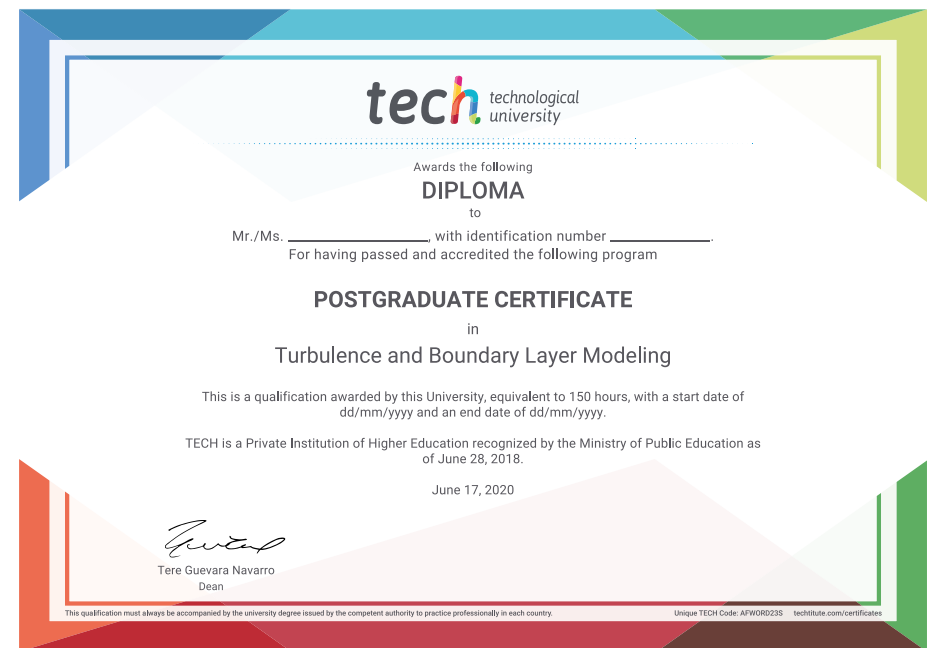 tech technological
university
Awards the following
DIPLOMA
to
Mr./Ms. ____________, with identification number ____________.
For having passed and accredited the following program
POSTGRADUATE CERTIFICATE
in
Turbulence and Boundary Layer Modeling
This is a qualification awarded by this University, equivalent to 150 hours, with a start date of
dd/mm/yyyy and an end date of dd/mm/yyyy.
TECH is a Private Institution of Higher Education recognized by the Ministry of Public Education as
of June 28, 2018.
June 17, 2020
Tere Guevara Navarro
Dean
This qualification must always be accompanied by the university degree issued by the competent authority to practice professionally in each country.
Unique TECH Code: AFWORD23S techtitute.com/certificates